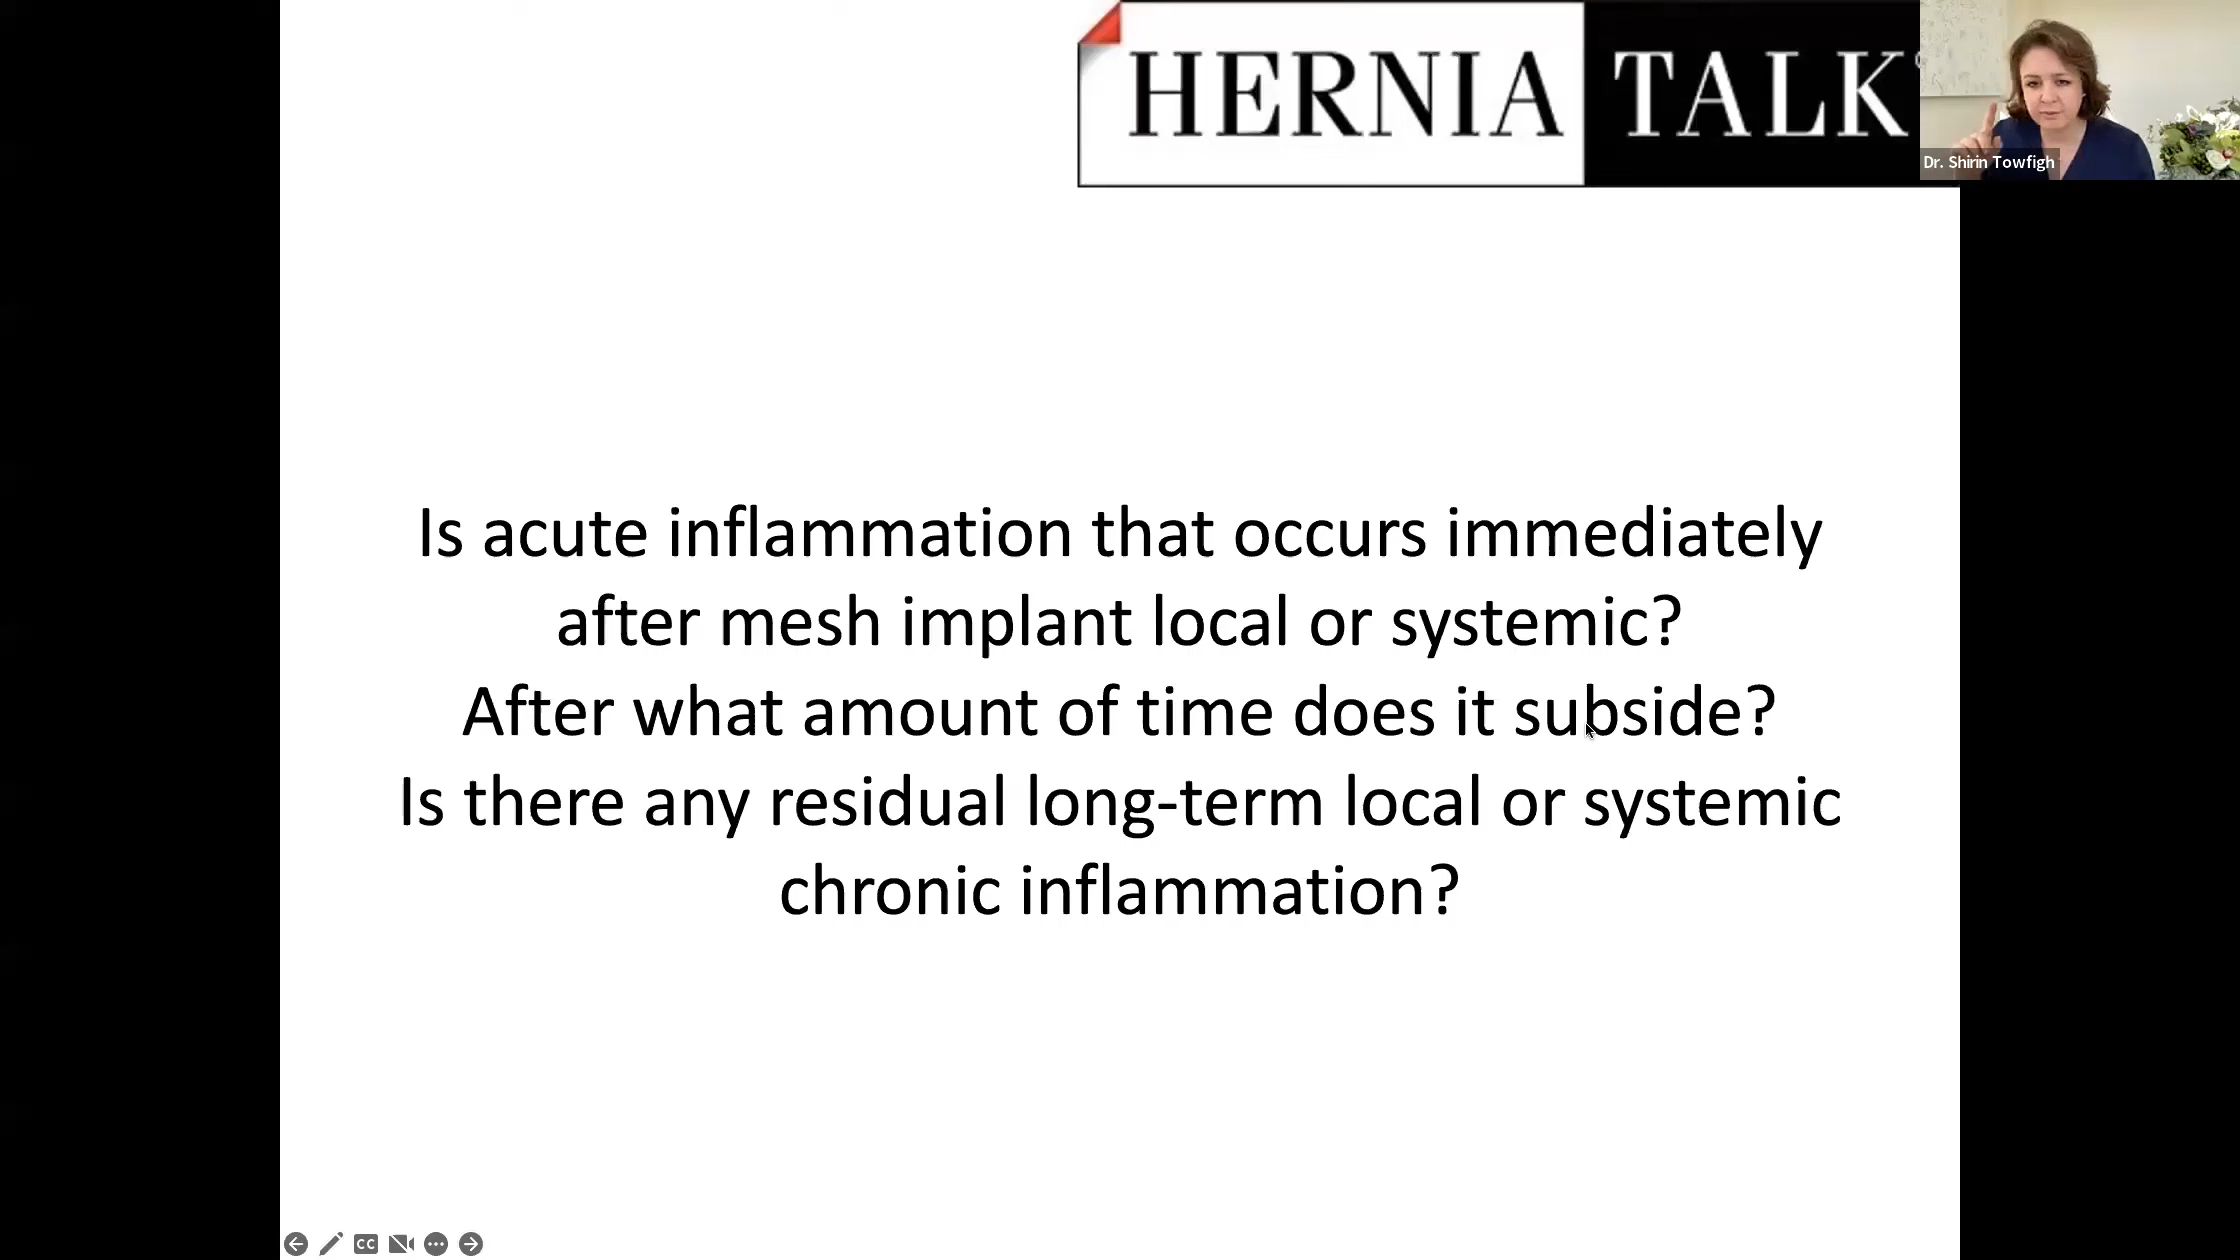 HERNIA TALK
Dr. Shirin Towfigh
Is acute inflammation that occurs immediately
after mesh implant local or systemic?
After what amount of time does it subside?
Is there any residual long-term local or systemic
chronic inflammation?
CC